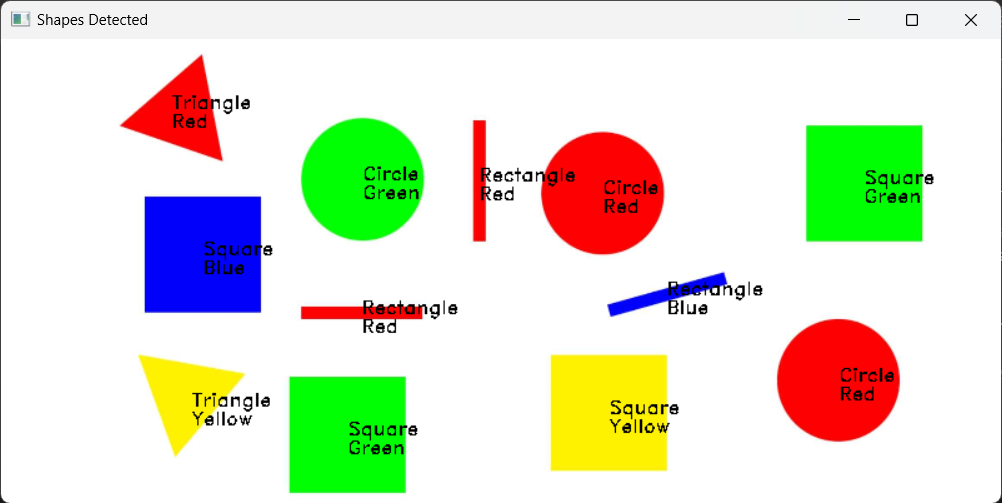 Shapes Detected
Triangle
Red
Circle
Green
Rectangle
Red
Circle
Red
Square
Green
Square
Blue
Rectangle
Red
Rectangle
Blue
Triangle
Yellow
Square
Green
Square
Yellow
Circle
Red